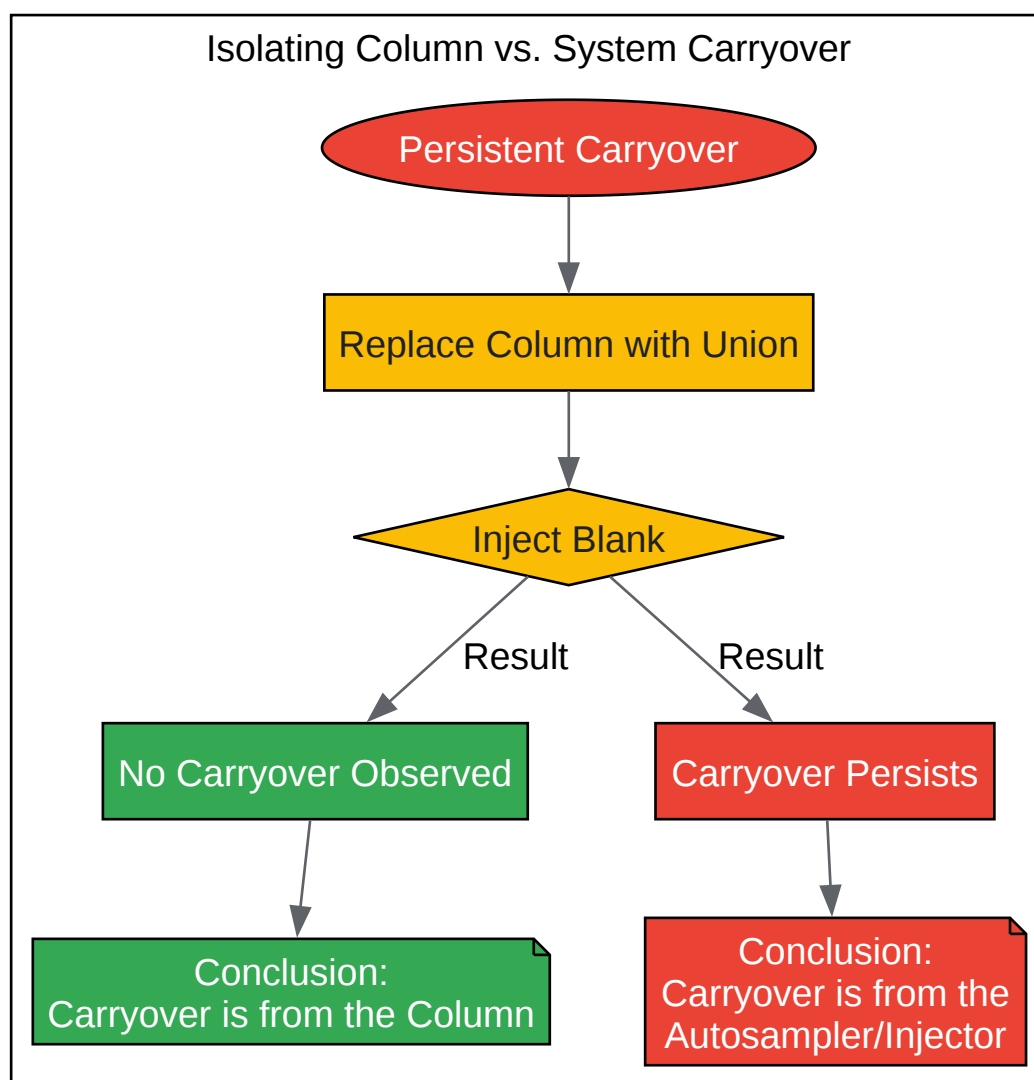 Isolating Column vs. System Carryover
Persistent Carryover
Replace Column with Union
Inject Blank
Result
Result
No Carryover Observed
Carryover Persists
Conclusion:
Carryover is from the Column
Conclusion:
Carryover is from the
Autosampler/Injector